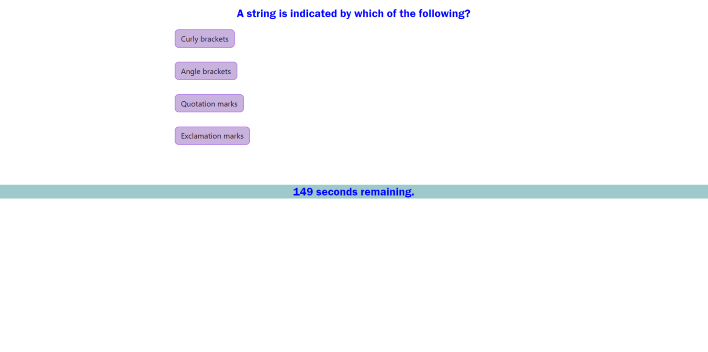 A string is indicated by which of the following?
Curly brackets
Angle brackets
Quotation marks
Exclamation marks
149 seconds remaining.